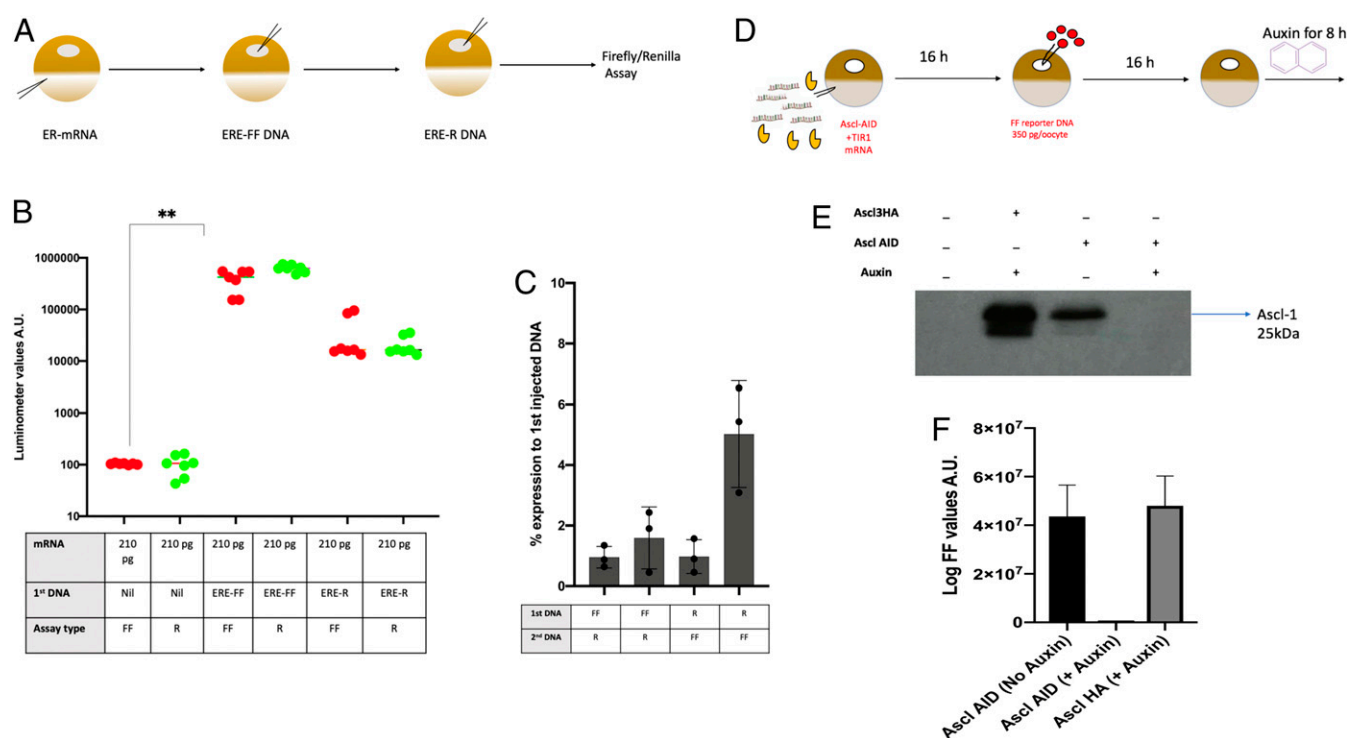 A
ER-mRNA
ERE-FF DNA
ERE-R DNA
Firefly/Renilla
Assay
B
**
Luminometer values A.U.
1000000
100000
10000
1000
100
10
mRNA
210
pg
210 pg
210 pg
210 pg
210 pg
210 pg
1st DNA
Nil
Nil
ERE-FF
ERE-FF
ERE-R
ERE-R
Assay type
FF
R
FF
R
FF
R
C
% expression to 1st injected DNA
10
8
6
4
2
0
1st DNA
FF
FF
R
R
2nd DNA
R
R
FF
FF
D
Ascl-AID
+TIR1
mRNA
16 h
FF reporter DNA
350 pg/oocyte
16 h
Auxin for 8 h
E
Ascl3HA
_
+
_
_
Ascl AID
_
_
+
+
Auxin
_
+
_
+
Ascl-1
25kDa
F
Log FF values A.U.
8×10⁷
6×10⁷
4×10⁷
2×10⁷
0
Ascl AID (No Auxin)
Ascl AID (+ Auxin)
Ascl HA (+ Auxin)